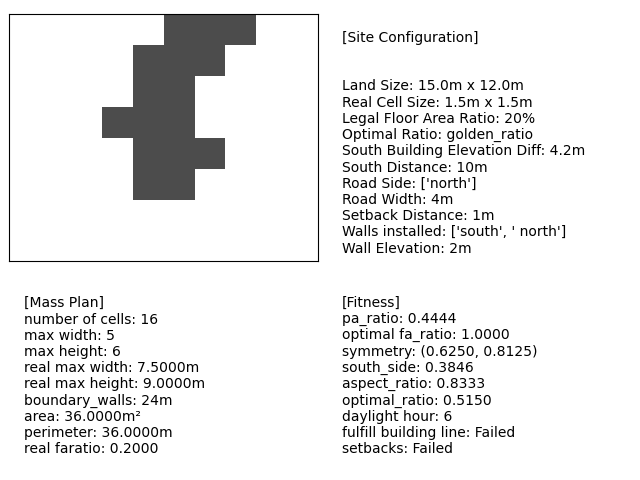 [Site Configuration]
Land Size: 15.0m x 12.0m
Real Cell Size: 1.5m x 1.5m
Legal Floor Area Ratio: 20%
Optimal Ratio: golden_ratio
South Building Elevation Diff: 4.2m
South Distance: 10m
Road Side: ['north']
Road Width: 4m
Setback Distance: 1m
Walls installed: ['south', ' north']
Wall Elevation: 2m
[Mass Plan]
number of cells: 16
max width: 5
max height: 6
real max width: 7.5000m
real max height: 9.0000m
boundary_walls: 24m
area: 36.0000m²
perimeter: 36.0000m
real faratio: 0.2000
[Fitness]
pa_ratio: 0.4444
optimal fa_ratio: 1.0000
symmetry: (0.6250, 0.8125)
south_side: 0.3846
aspect_ratio: 0.8333
optimal_ratio: 0.5150
daylight hour: 6
fulfill building line: Failed
setbacks: Failed